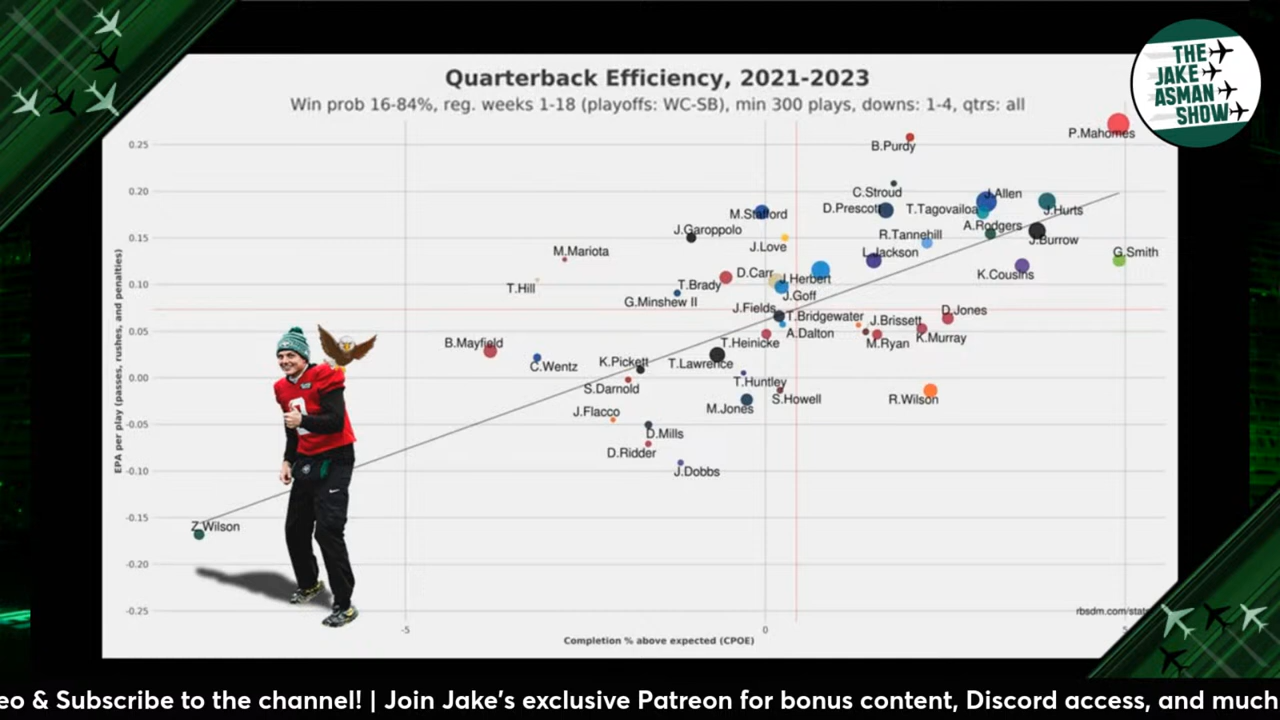 THE
JAKE
ASMAN
SHOW
Quarterback Efficiency, 2021-2023
Win prob 16-84%, reg. weeks 1-18 (playoffs: WC-SB), min 300 plays, downs: 1-4, qtrs: all
P.Mahomes
B.Purdy
C.Stroud
J.Allen
D.Prescott
T.Tagovailoa
J.Hurts
M.Stafford
A.Rodgers
J.Garoppolo
R.Tannehill
J.Burrow
J.Love
M.Mariota
L.Jackson
G.Smith
D.Carr
J.Herbert
K.Cousins
T.Hill
T.Brady
J.Goff
G.Minshew II
J.Fields
T.Bridgewater
J.Brissett
D.Jones
A.Dalton
K.Murray
B.Mayfield
T.Heinicke
M.Ryan
C.Wentz
K.Pickett
T.Lawrence
S.Darnold
T.Huntley
J.Flacco
M.Jones
S.Howell
R.Wilson
D.Mills
D.Ridder
J.Dobbs
Z.Wilson
0.25
0.20
0.15
0.10
0.05
0.00
-0.05
-0.10
-0.15
-0.20
-0.25
EPA per play (passes, rushes, and penalties)
rbsdm.com/stat
-5
0
5
Completion % above expected (CPOE)
eo & Subscribe to the channel! | Join Jake's exclusive Patreon for bonus content, Discord access, and much